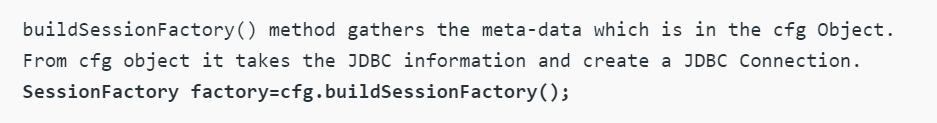 buildSessionFactory() method gathers the meta-data which is in the cfg Object.
From cfg object it takes the JDBC information and create a JDBC Connection.
SessionFactory factory=cfg.buildSessionFactory();